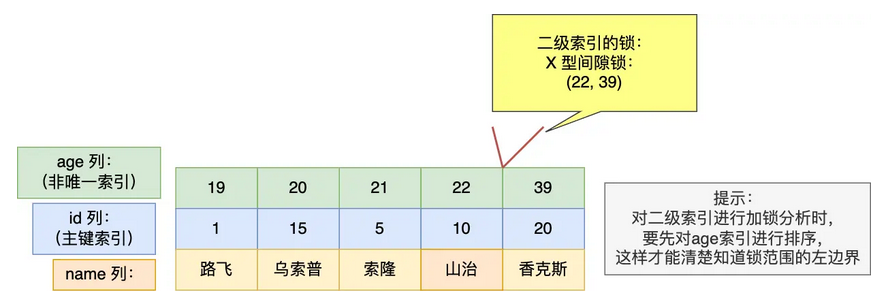 二级索引的锁：
X 型间隙锁：
(22, 39)
age 列：
（非唯一索引）
19 20 21 22 39
id 列：
（主键索引）
1 15 5 10 20
name 列：
路飞 乌索普 索隆 山治 香克斯
提示：
对二级索引进行加锁分析时，
要先对age索引进行排序，
这样才能清楚知道锁范围的左边界